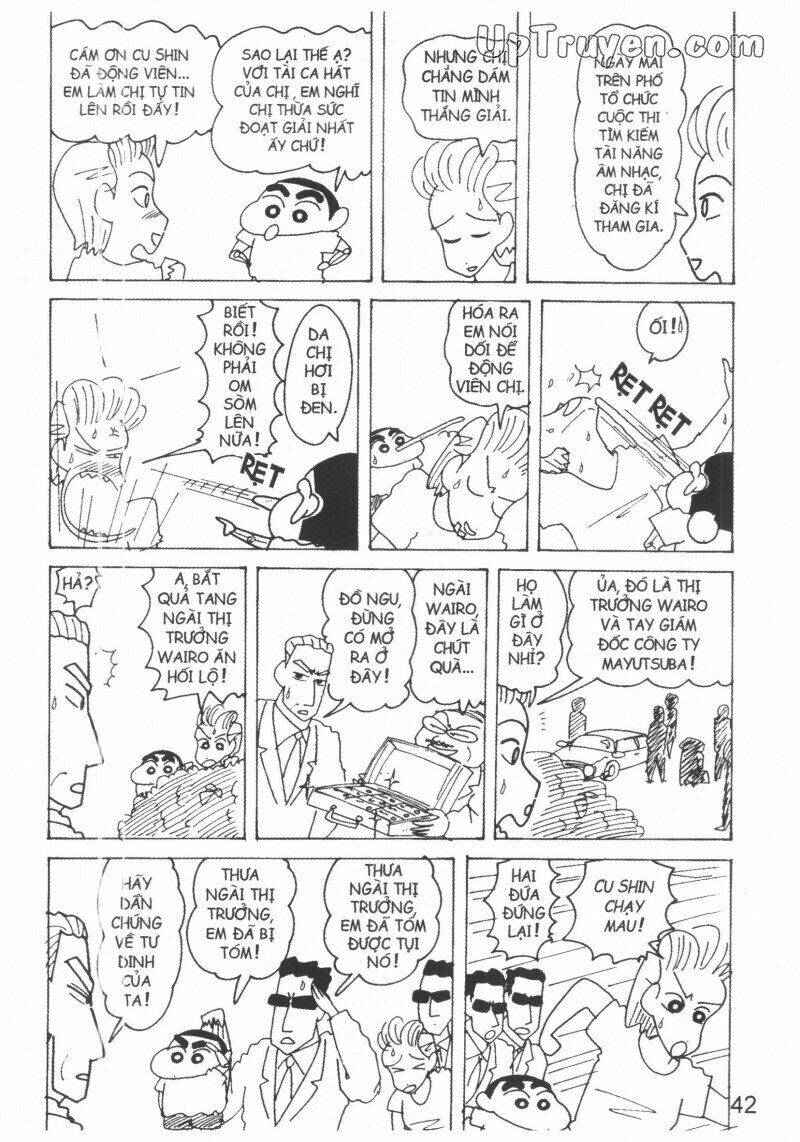 UpTruyen.com
NGÀY MAI
TRÊN PHỐ
TỔ CHỨC
CUỘC THI
TÌM KIẾM
TÀI NĂNG
ÂM NHẠC,
CHỊ ĐÃ
ĐĂNG KÍ
THAM GIA.
NHƯNG CHỊ
CHẲNG DÁM
TIN MÌNH
THẮNG GIẢI.
SAO LẠI THẾ Ạ?
VỚI TÀI CA HÁT
CỦA CHỊ, EM NGHĨ
CHỊ THỪA SỨC
ĐOẠT GIẢI NHẤT
ẤY CHỨ!
CẢM ƠN CU SHIN
ĐÃ ĐỘNG VIÊN...
EM LÀM CHỊ TỰ TIN
LÊN RỒI ĐẤY!
ỐI!
RẸT RẸT
HÓA RA
EM NÓI
DỐI ĐỂ
ĐỘNG
VIÊN CHỊ.
DA
CHỊ
HƠI
BỊ
ĐEN.
RẸT
BIẾT
RỒI!
KHÔNG
PHẢI
OM
SÒM
LÊN
NỮA!
ỦA, ĐÓ LÀ THỊ
TRƯỞNG WAIRO
VÀ TAY GIÁM
ĐỐC CÔNG TY
MAYUTSUBA!
HỌ
LÀM
GÌ Ở
ĐÂY
NHỈ?
NGÀI
WAIRO,
ĐÂY LÀ
CHÚT
QUÀ...
ĐỒ NGU,
ĐỪNG
CÓ MỞ
RA Ở
ĐÂY!
A, BẮT
QUẢ TANG
NGÀI THỊ
TRƯỞNG
WAIRO ĂN
HỐI LỘ!
HẢ?
CU SHIN
CHẠY
MAU!
HAI
ĐỨA
ĐỨNG
LẠI!
THƯA
NGÀI THỊ
TRƯỞNG,
EM ĐÃ TÓM
ĐƯỢC TỤI
NÓ!
THƯA
NGÀI THỊ
TRƯỞNG,
EM ĐÃ BỊ
TÓM!
HÃY
DẪN
CHỨNG
VỀ TƯ
DINH
CỦA
TA!
42